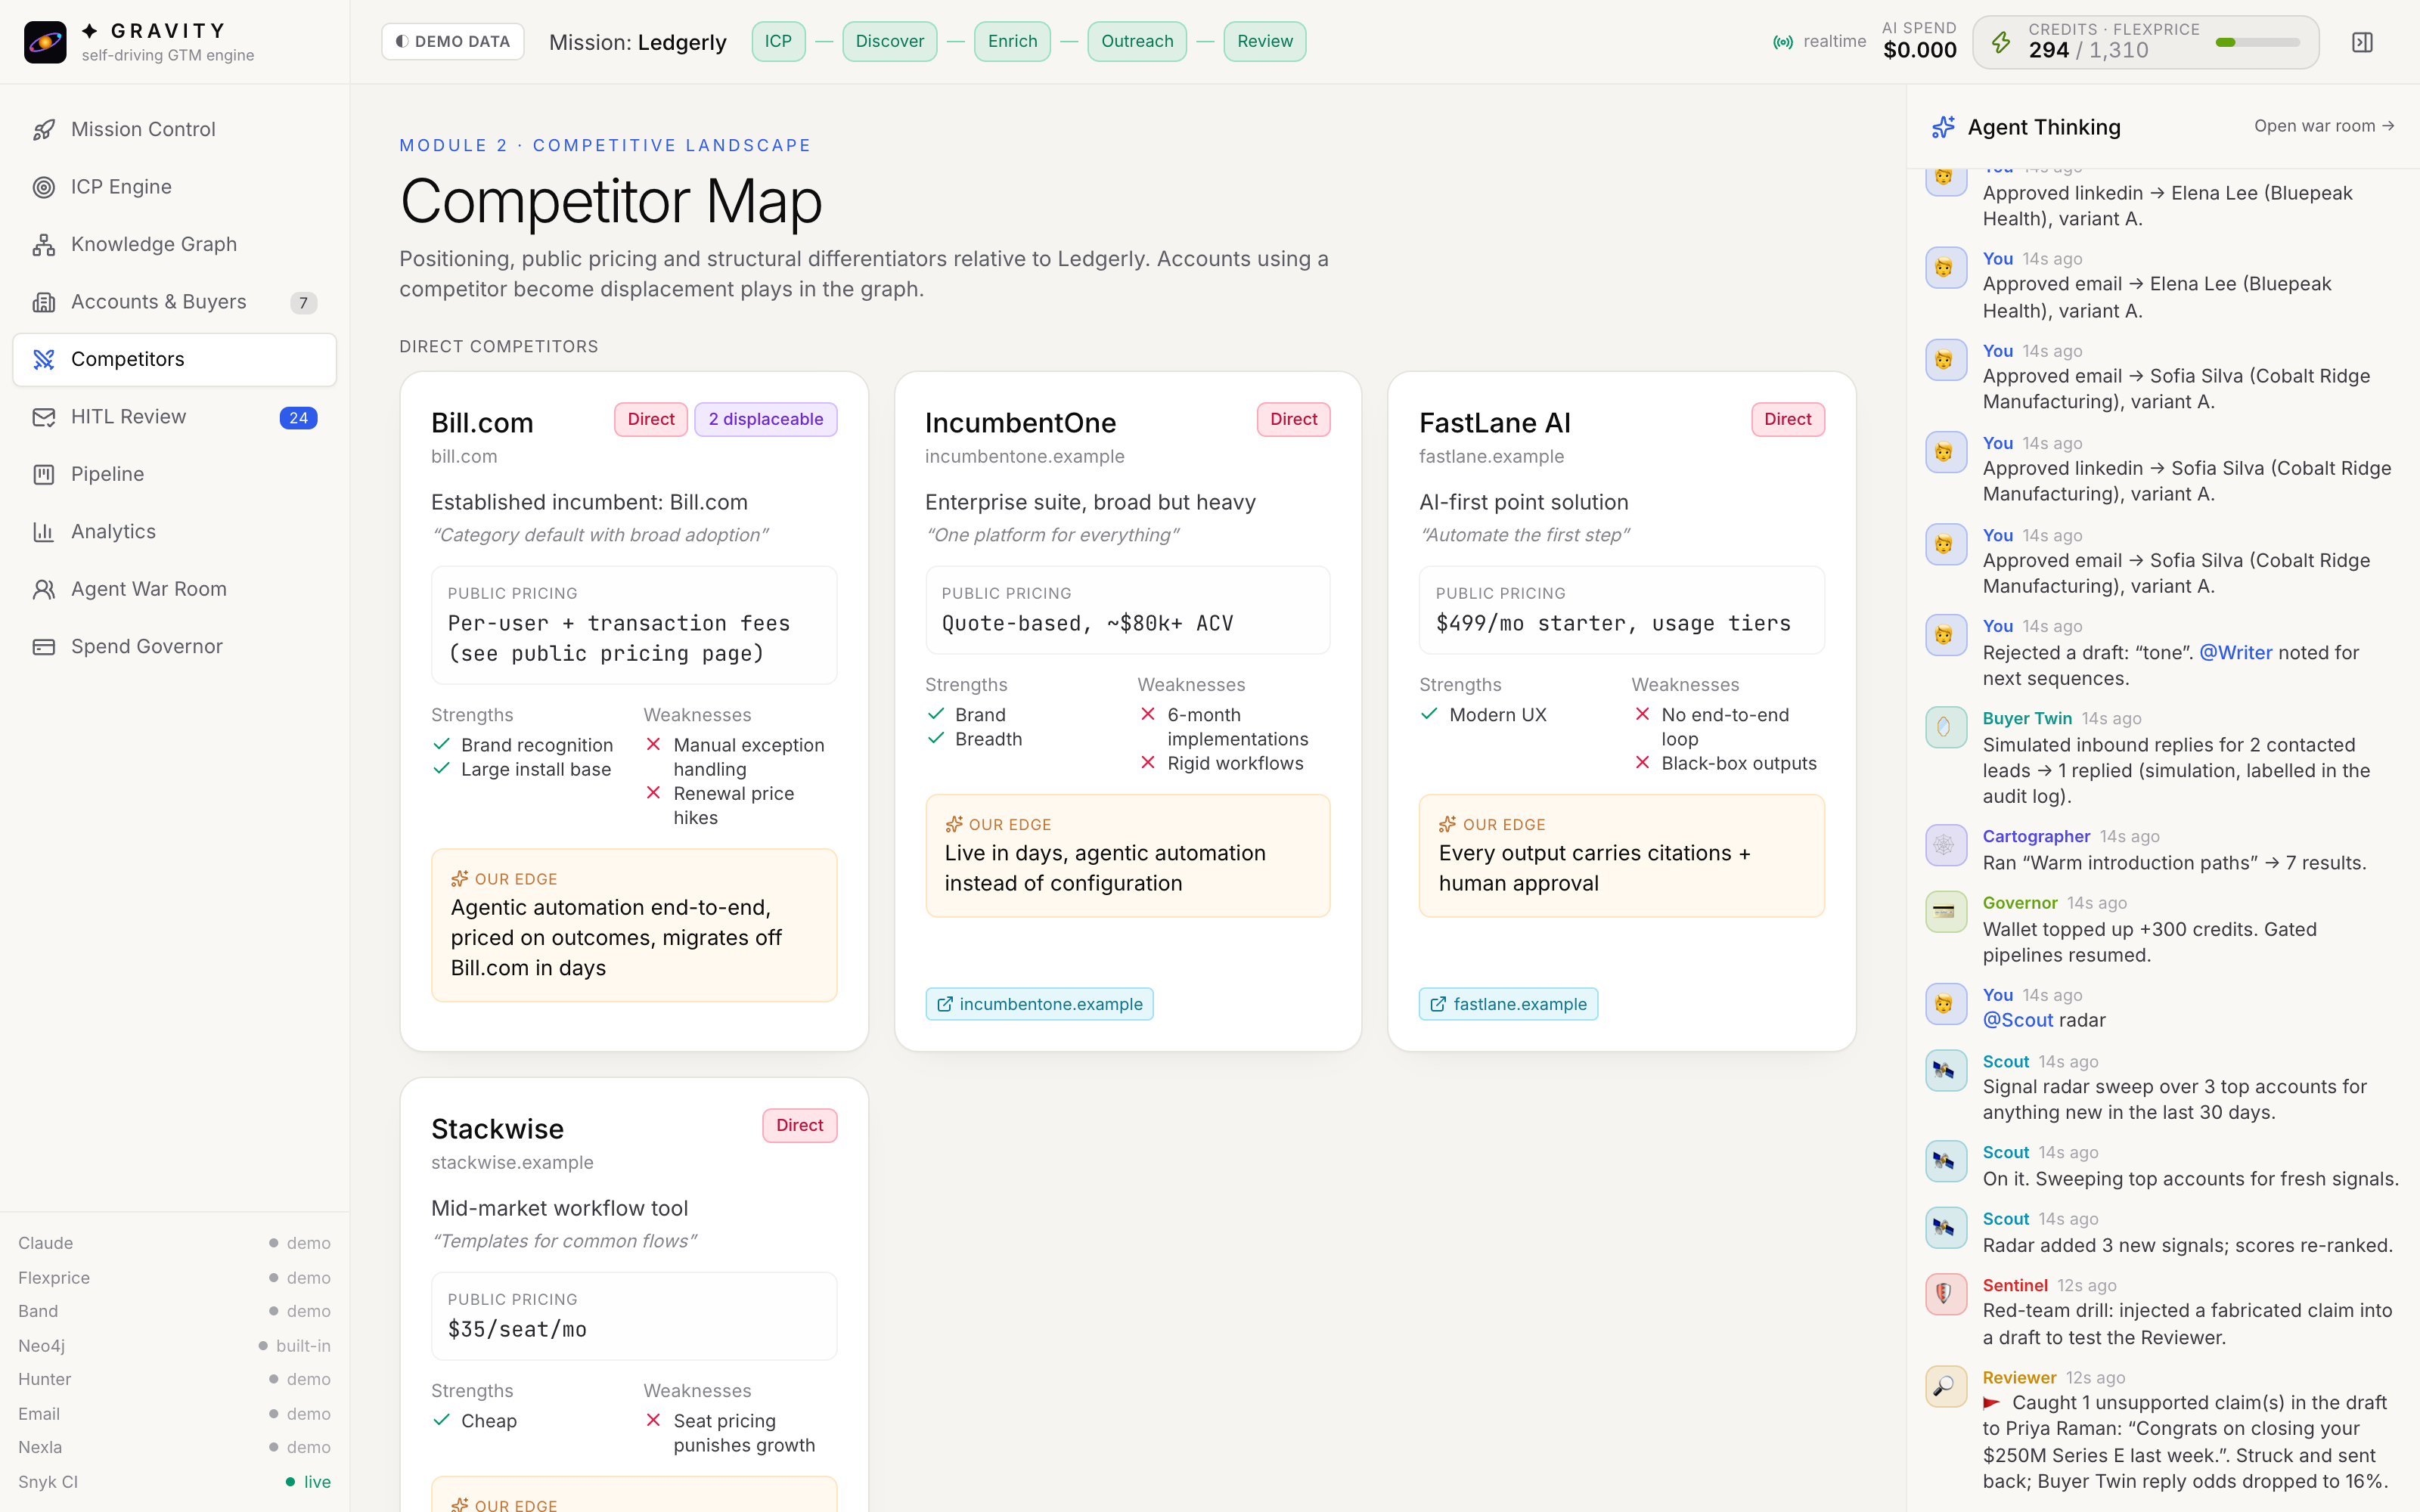 ✦ GRAVITY
self-driving GTM engine
DEMO DATA
Mission: Ledgerly
ICP — Discover — Enrich — Outreach — Review
realtime
AI SPEND
$0.000
CREDITS · FLEXPRICE
294 / 1,310
Mission Control
ICP Engine
Knowledge Graph
Accounts & Buyers 7
Competitors
HITL Review 24
Pipeline
Analytics
Agent War Room
Spend Governor
Claude demo
Flexprice demo
Band demo
Neo4j built-in
Hunter demo
Email demo
Nexla demo
Snyk CI live
MODULE 2 · COMPETITIVE LANDSCAPE
Competitor Map
Positioning, public pricing and structural differentiators relative to Ledgerly. Accounts using a
competitor become displacement plays in the graph.
DIRECT COMPETITORS
Bill.com
Direct
2 displaceable
bill.com
Established incumbent: Bill.com
“Category default with broad adoption”
PUBLIC PRICING
Per-user + transaction fees
(see public pricing page)
Strengths
Brand recognition
Large install base
Weaknesses
Manual exception
handling
Renewal price
hikes
OUR EDGE
Agentic automation end-to-end,
priced on outcomes, migrates off
Bill.com in days
IncumbentOne
Direct
incumbentone.example
Enterprise suite, broad but heavy
“One platform for everything”
PUBLIC PRICING
Quote-based, ~$80k+ ACV
Strengths
Brand
Breadth
Weaknesses
6-month
implementations
Rigid workflows
OUR EDGE
Live in days, agentic automation
instead of configuration
incumbentone.example
FastLane AI
Direct
fastlane.example
AI-first point solution
“Automate the first step”
PUBLIC PRICING
$499/mo starter, usage tiers
Strengths
Modern UX
Weaknesses
No end-to-end
loop
Black-box outputs
OUR EDGE
Every output carries citations +
human approval
fastlane.example
Stackwise
Direct
stackwise.example
Mid-market workflow tool
“Templates for common flows”
PUBLIC PRICING
$35/seat/mo
Strengths
Cheap
Weaknesses
Seat pricing
punishes growth
OUR EDGE
Agent Thinking
Open war room →
You 14s ago
Approved linkedin → Elena Lee (Bluepeak
Health), variant A.
You 14s ago
Approved email → Elena Lee (Bluepeak
Health), variant A.
You 14s ago
Approved email → Sofia Silva (Cobalt Ridge
Manufacturing), variant A.
You 14s ago
Approved linkedin → Sofia Silva (Cobalt Ridge
Manufacturing), variant A.
You 14s ago
Approved email → Sofia Silva (Cobalt Ridge
Manufacturing), variant A.
You 14s ago
Rejected a draft: “tone”. @Writer noted for
next sequences.
Buyer Twin 14s ago
Simulated inbound replies for 2 contacted
leads → 1 replied (simulation, labelled in the
audit log).
Cartographer 14s ago
Ran “Warm introduction paths” → 7 results.
Governor 14s ago
Wallet topped up +300 credits. Gated
pipelines resumed.
You 14s ago
@Scout radar
Scout 14s ago
Signal radar sweep over 3 top accounts for
anything new in the last 30 days.
Scout 14s ago
On it. Sweeping top accounts for fresh signals.
Scout 14s ago
Radar added 3 new signals; scores re-ranked.
Sentinel 12s ago
Red-team drill: injected a fabricated claim into
a draft to test the Reviewer.
Reviewer 12s ago
🚩 Caught 1 unsupported claim(s) in the draft
to Priya Raman: “Congrats on closing your
$250M Series E last week.”. Struck and sent
back; Buyer Twin reply odds dropped to 16%.